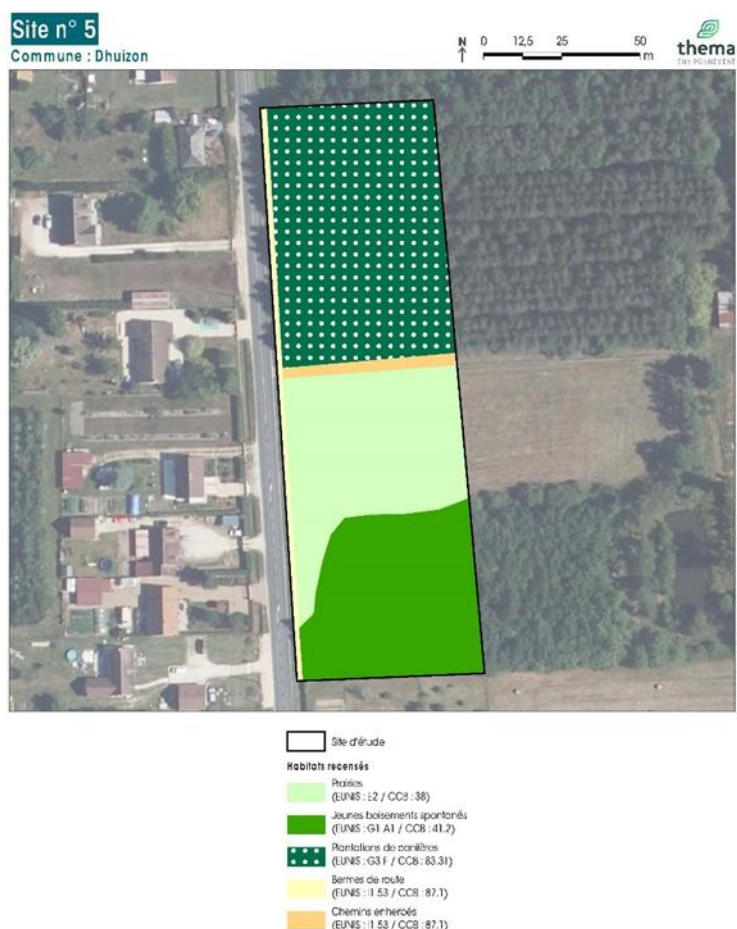 Site n° 5
Commune : Dhuizon
N
0 12,5 25 50
m
thema
Site d'étude
Habitats recensés
Prairies
(EUNIS : E2 / CCB : 38)
Jeunes boisements spontanés
(EUNIS : G1.A1 / CCB : 41.2)
Plantations de conifères
(EUNIS : G3.F / CCB : 83.31)
Bermes de route
(EUNIS : I1.53 / CCB : 87.1)
Chemins enherbés
(EUNIS : I1.53 / CCB : 87.1)